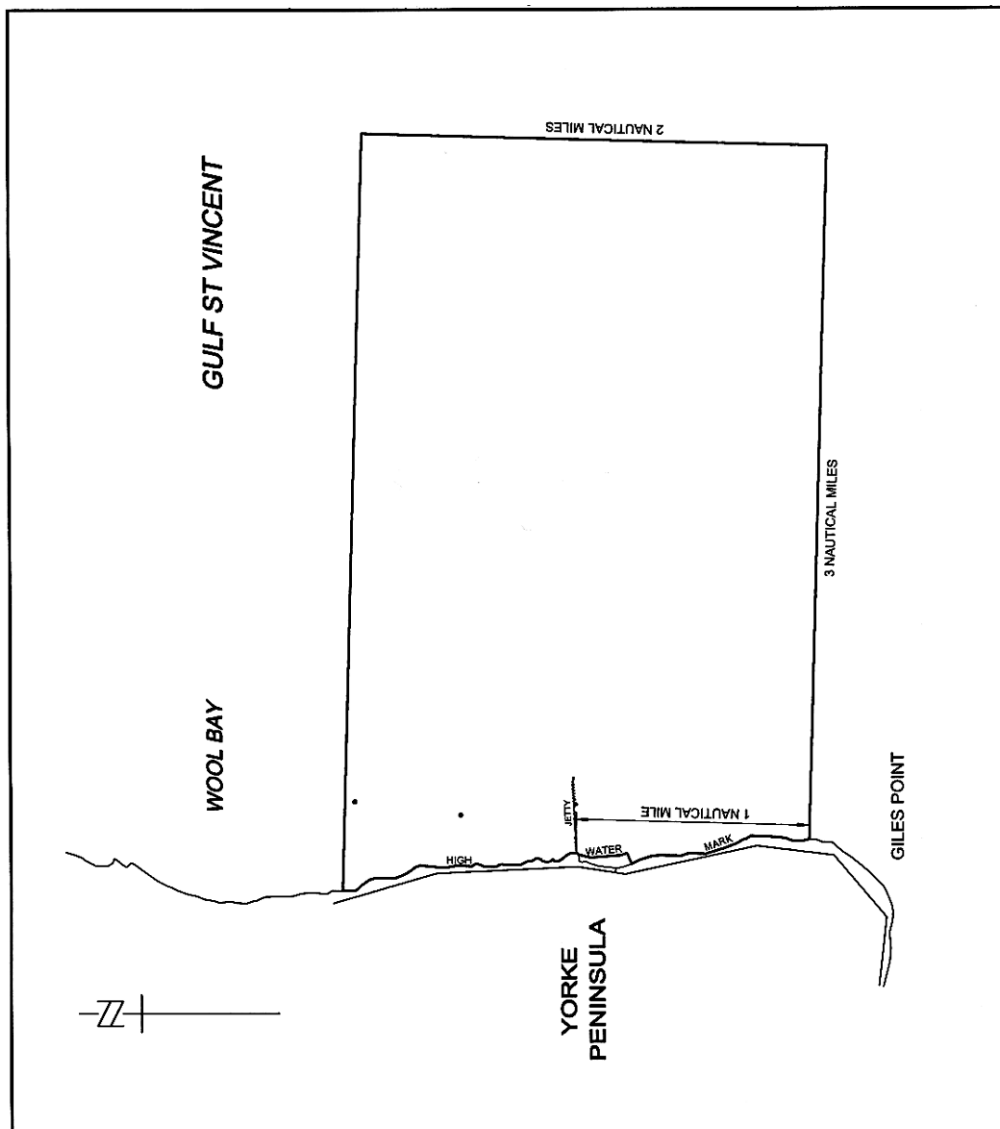 2 NAUTICAL MILES
GULF ST VINCENT
3 NAUTICAL MILES
WOOL BAY
JETTY
1 NAUTICAL MILE
HIGH
WATER
MARK
GILES POINT
YORKE
PENINSULA
N